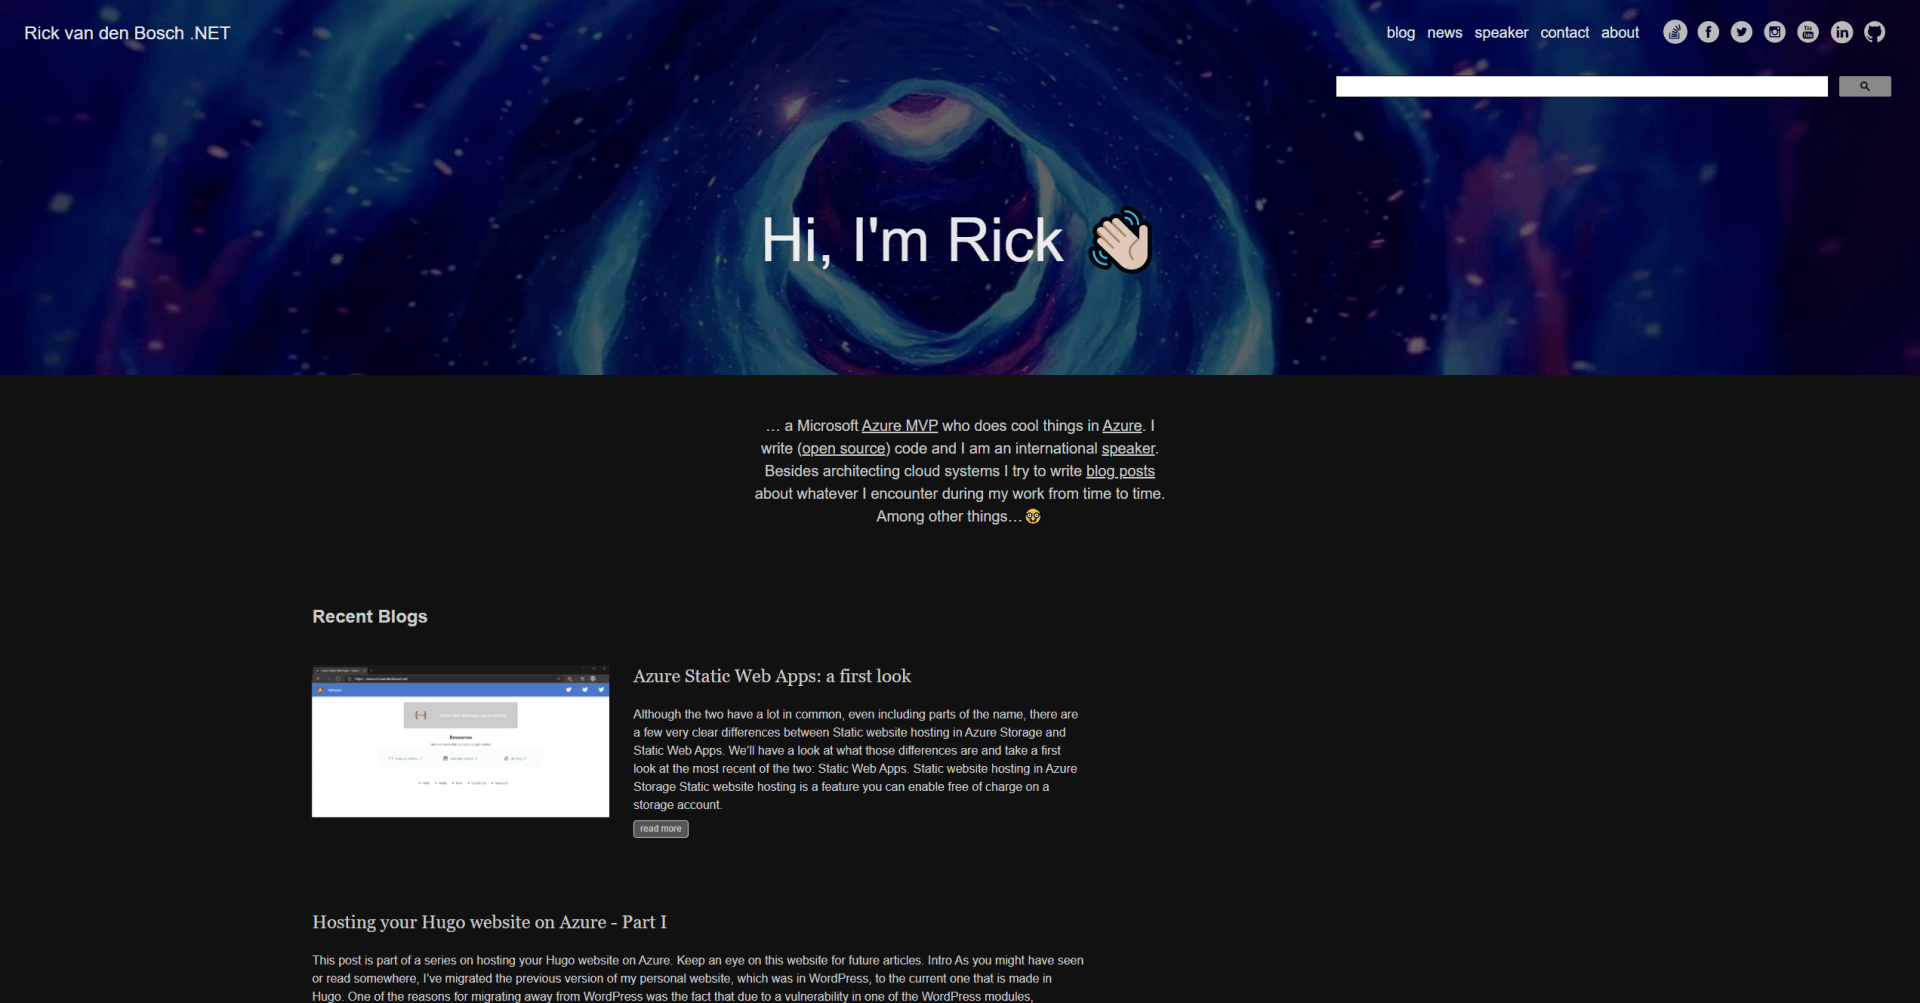 Rick van den Bosch .NET
blog news speaker contact about
Hi, I'm Rick 👋🏻
… a Microsoft Azure MVP who does cool things in Azure. I
write (open source) code and I am an international speaker.
Besides architecting cloud systems I try to write blog posts
about whatever I encounter during my work from time to time.
Among other things…🤓
Recent Blogs
Azure Static Web Apps: a first look
Although the two have a lot in common, even including parts of the name, there are
a few very clear differences between Static website hosting in Azure Storage and
Static Web Apps. We’ll have a look at what those differences are and take a first
look at the most recent of the two: Static Web Apps. Static website hosting in Azure
Storage Static website hosting is a feature you can enable free of charge on a
storage account.
read more
Resources
Hosting your Hugo website on Azure - Part I
This post is part of a series on hosting your Hugo website on Azure. Keep an eye on this website for future articles. Intro As you might have seen
or read somewhere, I’ve migrated the previous version of my personal website, which was in WordPress, to the current one that is made in
Hugo. One of the reasons for migrating away from WordPress was the fact that due to a vulnerability in one of the WordPress modules,